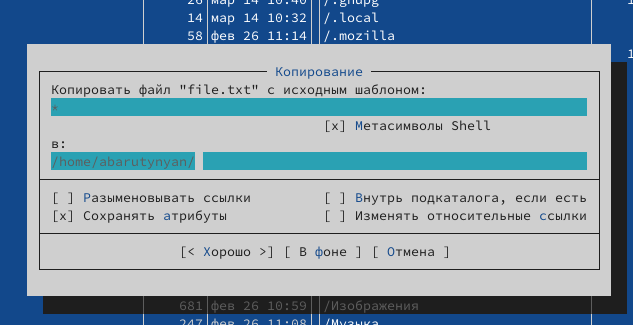 26 мар 14 10:40 /.gnupg
14 мар 14 10:32 /.local
58 фев 26 11:14 /.mozilla
1
Копирование
Копировать файл "file.txt" с исходным шаблоном:
*
[x] Метасимволы Shell
в:
/home/abarutynyan/
[ ] Разыменовывать ссылки [ ] Внутрь подкаталога, если есть
[x] Сохранять атрибуты [ ] Изменять относительные ссылки
[< Хорошо >] [ В фоне ] [ Отмена ]
681 фев 26 10:59 /Изображения
247 фев 26 11:08 /Музыка